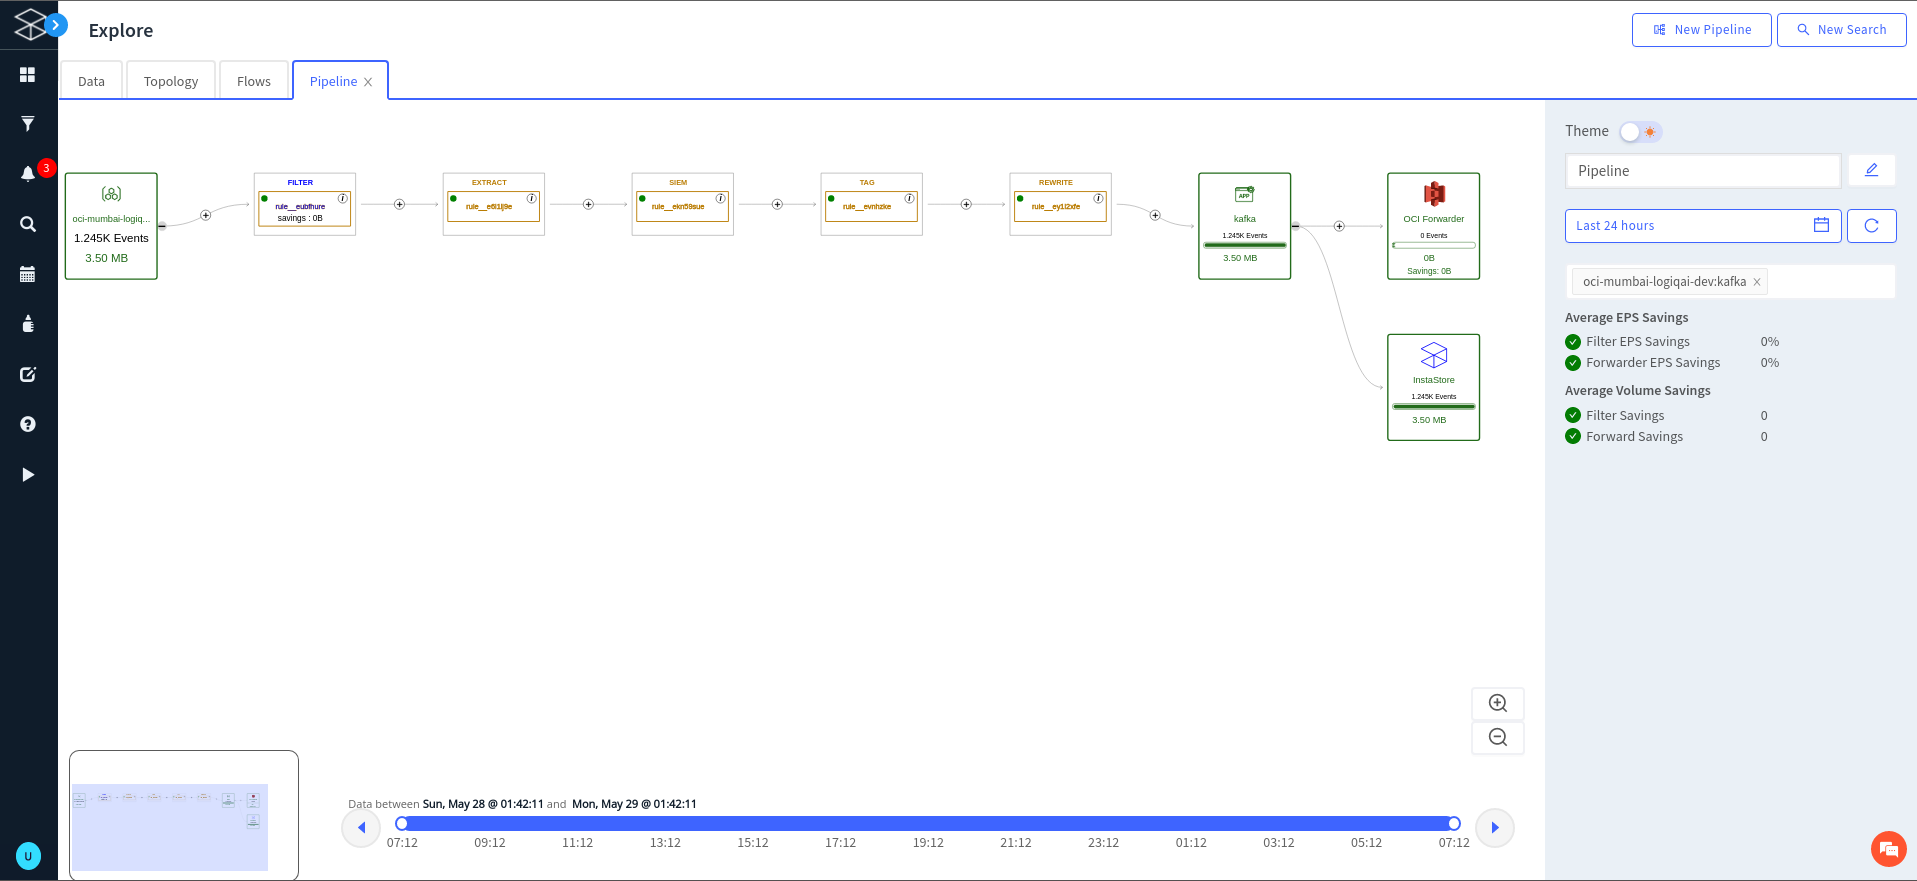 Explore
New Pipeline
New Search
Data
Topology
Flows
Pipeline
3
Theme
Pipeline
Last 24 hours
oci-mumbai-logiqai-dev:kafka
Average EPS Savings
Filter EPS Savings 0%
Forwarder EPS Savings 0%
Average Volume Savings
Filter Savings 0
Forward Savings 0
oci-mumbai-logiq...
1.245K Events
3.50 MB
FILTER
rule__eubfhure
savings : 0B
EXTRACT
SIEM
rule__ekn59sue
TAG
rule__evnhzke
REWRITE
kafka
1.245K Events
3.50 MB
OCI Forwarder
0 Events
0B
Savings: 0B
InstaStore
1.245K Events
3.50 MB
APP
Data between Sun, May 28 @ 01:42:11 and Mon, May 29 @ 01:42:11
07:12 09:12 11:12 13:12 15:12 17:12 19:12 21:12 23:12 01:12 03:12 05:12 07:12
U